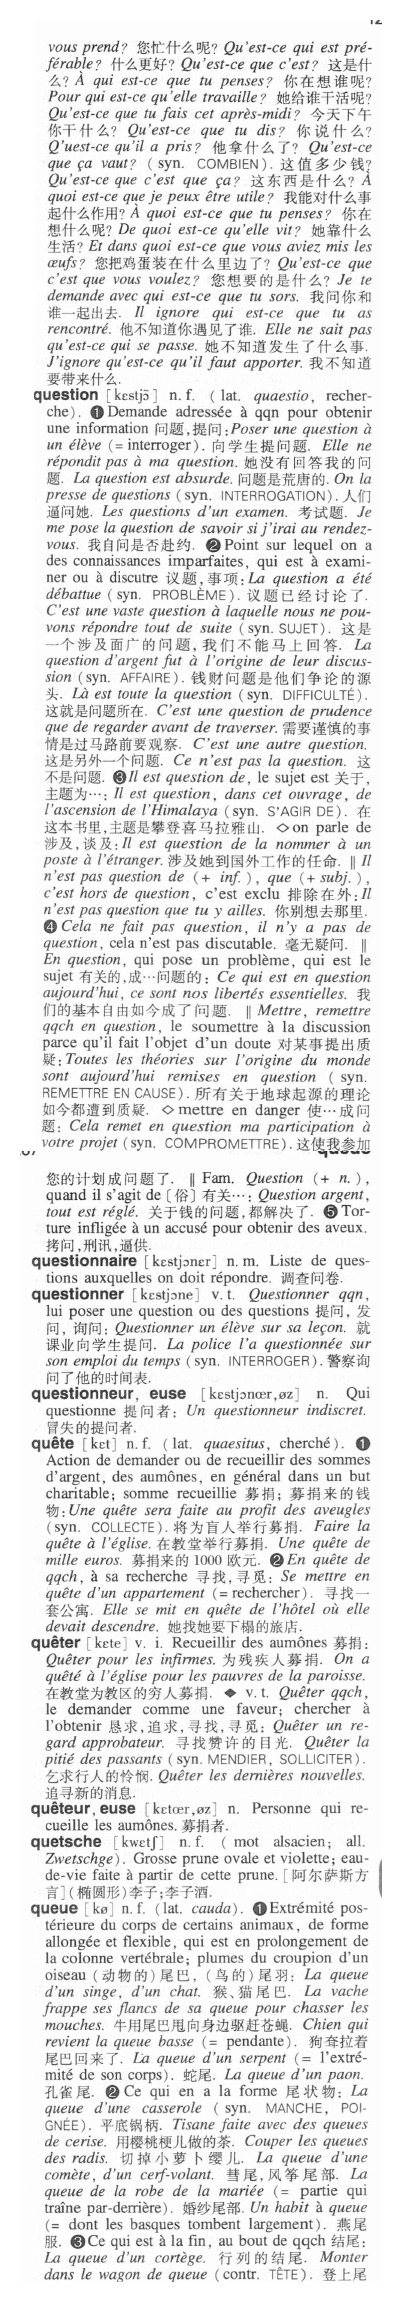 vous prend? 您忙什么呢? Qu'est-ce qui est pré-
férable? 什么更好? Qu'est-ce que c'est? 这是什
么? À qui est-ce que tu penses? 你在想谁呢?
Pour qui est-ce qu'elle travaille? 她给谁干活呢?
Qu'est-ce que tu fais cet après-midi? 今天下午
你干什么? Qu'est-ce que tu dis? 你说什么?
Q'uest-ce qu'il a pris? 他拿什么了? Qu'est-ce
que ça vaut? (syn. COMBIEN). 这值多少钱?
Qu'est-ce que c'est que ça? 这东西是什么? À
quoi est-ce que je peux être utile? 我能对什么事
起什么作用? À quoi est-ce que tu penses? 你在
想什么呢? De quoi est-ce qu'elle vit? 她靠什么
生活? Et dans quoi est-ce que vous aviez mis les
œufs? 您把鸡蛋装在什么里边了? Qu'est-ce que
c'est que vous voulez? 您想要的是什么? Je te
demande avec qui est-ce que tu sors. 我问你和
谁一起出去. Il ignore qui est-ce que tu as
rencontré. 他不知道你遇见了谁. Elle ne sait pas
qu'est-ce qui se passe. 她不知道发生了什么事.
J'ignore qu'est-ce qu'il faut apporter. 我不知道
要带来什么.
question [kɛstjɔ̃] n. f. (lat. quaestio, recher-
che). ❶Demande adressée à qqn pour obtenir
une information 问题,提问:Poser une question à
un élève (= interroger). 向学生提问题. Elle ne
répondit pas à ma question. 她没有回答我的问
题. La question est absurde. 问题是荒唐的. On la
presse de questions (syn. INTERROGATION). 人们
逼问她. Les questions d'un examen. 考试题. Je
me pose la question de savoir si j'irai au rendez-
vous. 我自问是否赴约. ❷Point sur lequel on a
des connaissances imparfaites, qui est à exami-
ner ou à discutre 议题,事项:La question a été
débattue (syn. PROBLÈME). 议题已经讨论了.
C'est une vaste question à laquelle nous ne pou-
vons répondre tout de suite (syn. SUJET). 这是
一个涉及面广的问题,我们不能马上回答. La
question d'argent fut à l'origine de leur discus-
sion (syn. AFFAIRE). 钱财问题是他们争论的源
头. Là est toute la question (syn. DIFFICULTÉ).
这就是问题所在. C'est une question de prudence
que de regarder avant de traverser. 需要谨慎的事
情是过马路前要观察. C'est une autre question.
这是另外一个问题. Ce n'est pas la question. 这
不是问题. ❸Il est question de, le sujet est 关于,
主题为…: Il est question, dans cet ouvrage, de
l'ascension de l'Himalaya (syn. S'AGIR DE). 在
这本书里,主题是攀登喜马拉雅山. ◇on parle de
涉及,谈及:Il est question de la nommer à un
poste à l'étranger. 涉及她到国外工作的任命. ‖ Il
n'est pas question de (+ inf.), que (+ subj.),
c'est hors de question, c'est exclu 排除在外:Il
n'est pas question que tu y ailles. 你别想去那里.
❹Cela ne fait pas question, il n'y a pas de
question, cela n'est pas discutable. 毫无疑问. ‖
En question, qui pose un problème, qui est le
sujet 有关的,成…问题的: Ce qui est en question
aujourd'hui, ce sont nos libertés essentielles. 我
们的基本自由如今成了问题. ‖ Mettre, remettre
qqch en question, le soumettre à la discussion
parce qu'il fait l'objet d'un doute 对某事提出质
疑:Toutes les théories sur l'origine du monde
sont aujourd'hui remises en question (syn.
REMETTRE EN CAUSE). 所有关于地球起源的理论
如今都遭到质疑. ◇mettre en danger 使…成问
题: Cela remet en question ma participation à
votre projet (syn. COMPROMETTRE). 这使我参加
您的计划成问题了. ‖ Fam. Question (+ n.),
quand il s'agit de [俗] 有关…: Question argent,
tout est réglé. 关于钱的问题,都解决了. ❺Tor-
ture infligée à un accusé pour obtenir des aveux.
拷问,刑讯,逼供.
questionnaire [kɛstjɔnɛr] n. m. Liste de ques-
tions auxquelles on doit répondre. 调查问卷.
questionner [kɛstjɔne] v. t. Questionner qqn,
lui poser une question ou des questions 提问, 发
问, 询问: Questionner un élève sur sa leçon. 就
课业向学生提问. La police l'a questionnée sur
son emploi du temps (syn. INTERROGER). 警察询
问了他的时间表.
questionneur, euse [kɛstjɔnœr,øz] n. Qui
questionne 提问者: Un questionneur indiscret.
冒失的提问者.
quête [kɛt] n. f. (lat. quaesitus, cherché). ❶
Action de demander ou de recueillir des sommes
d'argent, des aumônes, en général dans un but
charitable; somme recueillie 募捐; 募捐来的钱
物:Une quête sera faite au profit des aveugles
(syn. COLLECTE). 将为盲人举行募捐. Faire la
quête à l'église. 在教堂举行募捐. Une quête de
mille euros. 募捐来的 1000 欧元. ❷En quête de
qqch, à sa recherche 寻找,寻觅: Se mettre en
quête d'un appartement (= rechercher). 寻找一
套公寓. Elle se mit en quête de l'hôtel où elle
devait descendre. 她找她要下榻的旅店.
quêter [kɛte] v. i. Recueillir des aumônes 募捐:
Quêter pour les infirmes. 为残疾人募捐. On a
quêté à l'église pour les pauvres de la paroisse.
在教堂为教区的穷人募捐. ◆ v. t. Quêter qqch,
le demander comme une faveur; chercher à
l'obtenir 恳求,追求,寻找,寻觅: Quêter un re-
gard approbateur. 寻找赞许的目光. Quêter la
pitié des passants (syn. MENDIER, SOLLICITER).
乞求行人的怜悯. Quêter les dernières nouvelles.
追寻新的消息.
quêteur, euse [kɛtœr,øz] n. Personne qui re-
cueille les aumônes. 募捐者.
quetsche [kwɛtʃ] n. f. (mot alsacien; all.
Zwetschge). Grosse prune ovale et violette; eau-
de-vie faite à partir de cette prune. [阿尔萨斯方
言](椭圆形)李子;李子酒.
queue [kø] n. f. (lat. cauda). ❶Extrémité pos-
térieure du corps de certains animaux, de forme
allongée et flexible, qui est en prolongement de
la colonne vertébrale; plumes du croupion d'un
oiseau (动物的)尾巴, (鸟的)尾羽: La queue
d'un singe, d'un chat. 猴、猫尾巴. La vache
frappe ses flancs de sa queue pour chasser les
mouches. 牛用尾巴甩向身边驱赶苍蝇. Chien qui
revient la queue basse (= pendante). 狗耷拉着
尾巴回来了. La queue d'un serpent (= l'extré-
mité de son corps). 蛇尾. La queue d'un paon.
孔雀尾. ❷Ce qui en a la forme 尾状物: La
queue d'une casserole (syn. MANCHE, POI-
GNÉE). 平底锅柄. Tisane faite avec des queues
de cerise. 用樱桃梗儿做的茶. Couper les queues
des radis. 切掉小萝卜缨儿. La queue d'une
comète, d'un cerf-volant. 彗尾,风筝尾部. La
queue de la robe de la mariée (= partie qui
traîne par-derrière). 婚纱尾部. Un habit à queue
(= dont les basques tombent largement). 燕尾
服. ❸Ce qui est à la fin, au bout de qqch 结尾:
La queue d'un cortège. 行列的结尾. Monter
dans le wagon de queue (contr. TÊTE). 登上尾